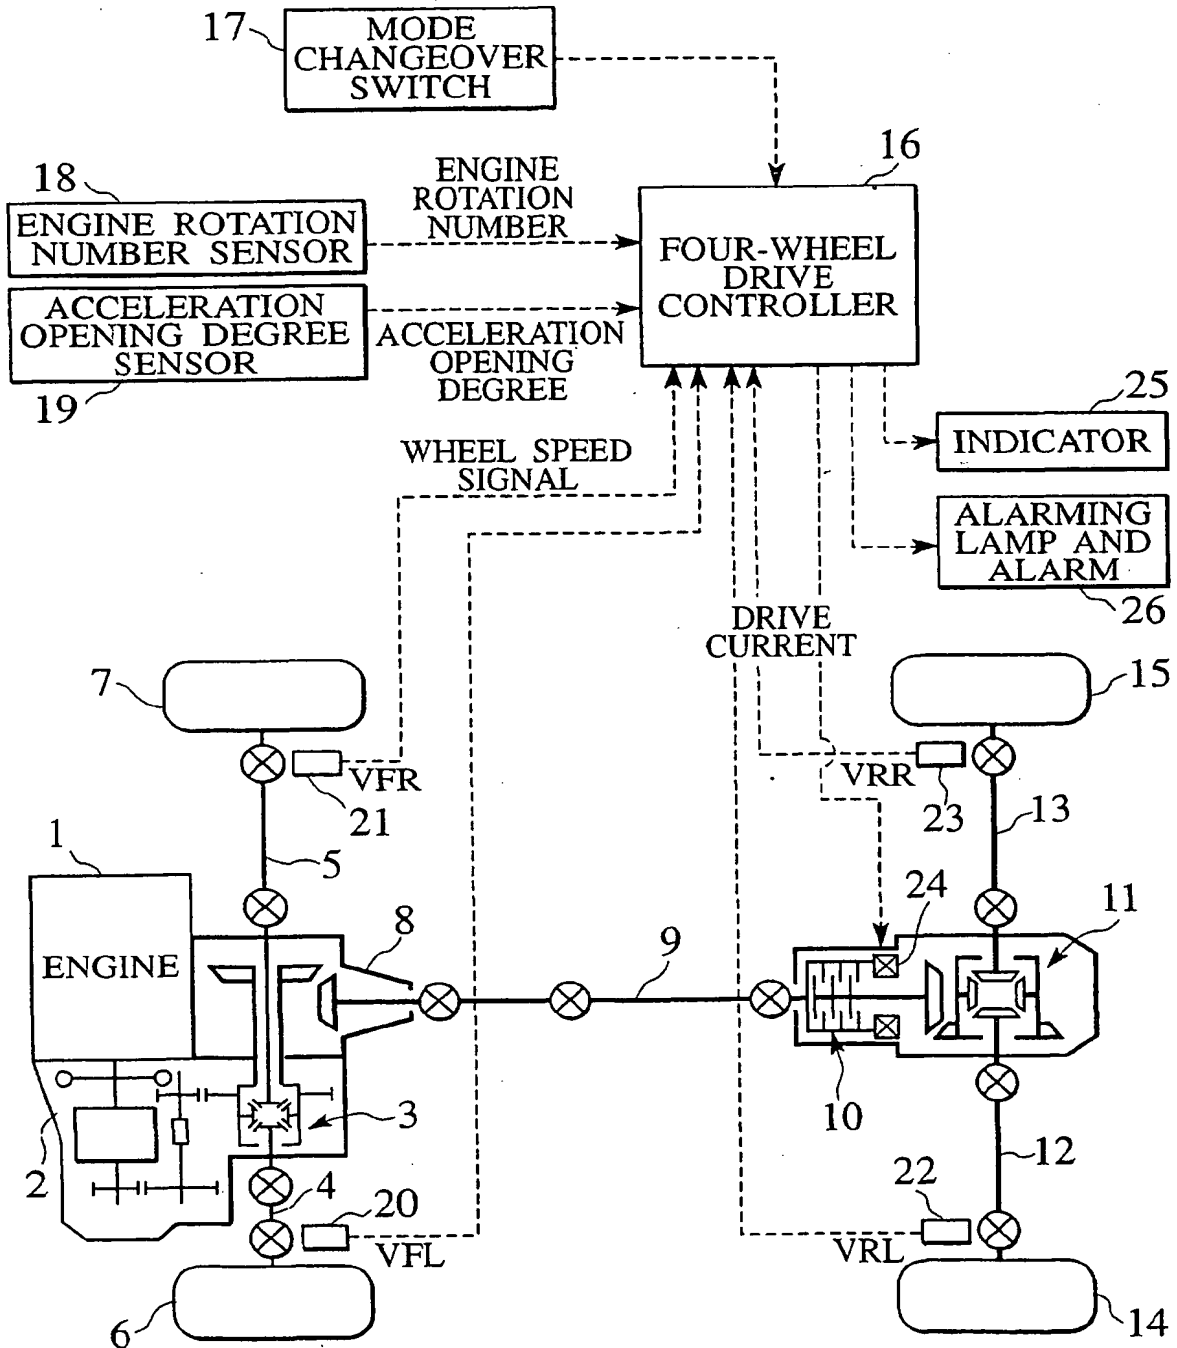 17
MODE
CHANGEOVER
SWITCH
16
18
ENGINE ROTATION
NUMBER SENSOR
ENGINE
ROTATION
NUMBER
FOUR-WHEEL
DRIVE
CONTROLLER
ACCELERATION
OPENING DEGREE
SENSOR
19
ACCELERATION
OPENING
DEGREE
25
INDICATOR
WHEEL SPEED
SIGNAL
ALARMING
LAMP AND
ALARM
26
DRIVE
CURRENT
7
15
VFR
21
VRR
23
13
1
5
24
11
8
9
ENGINE
10
3
2
12
4
20
22
VFL
VRL
6
14